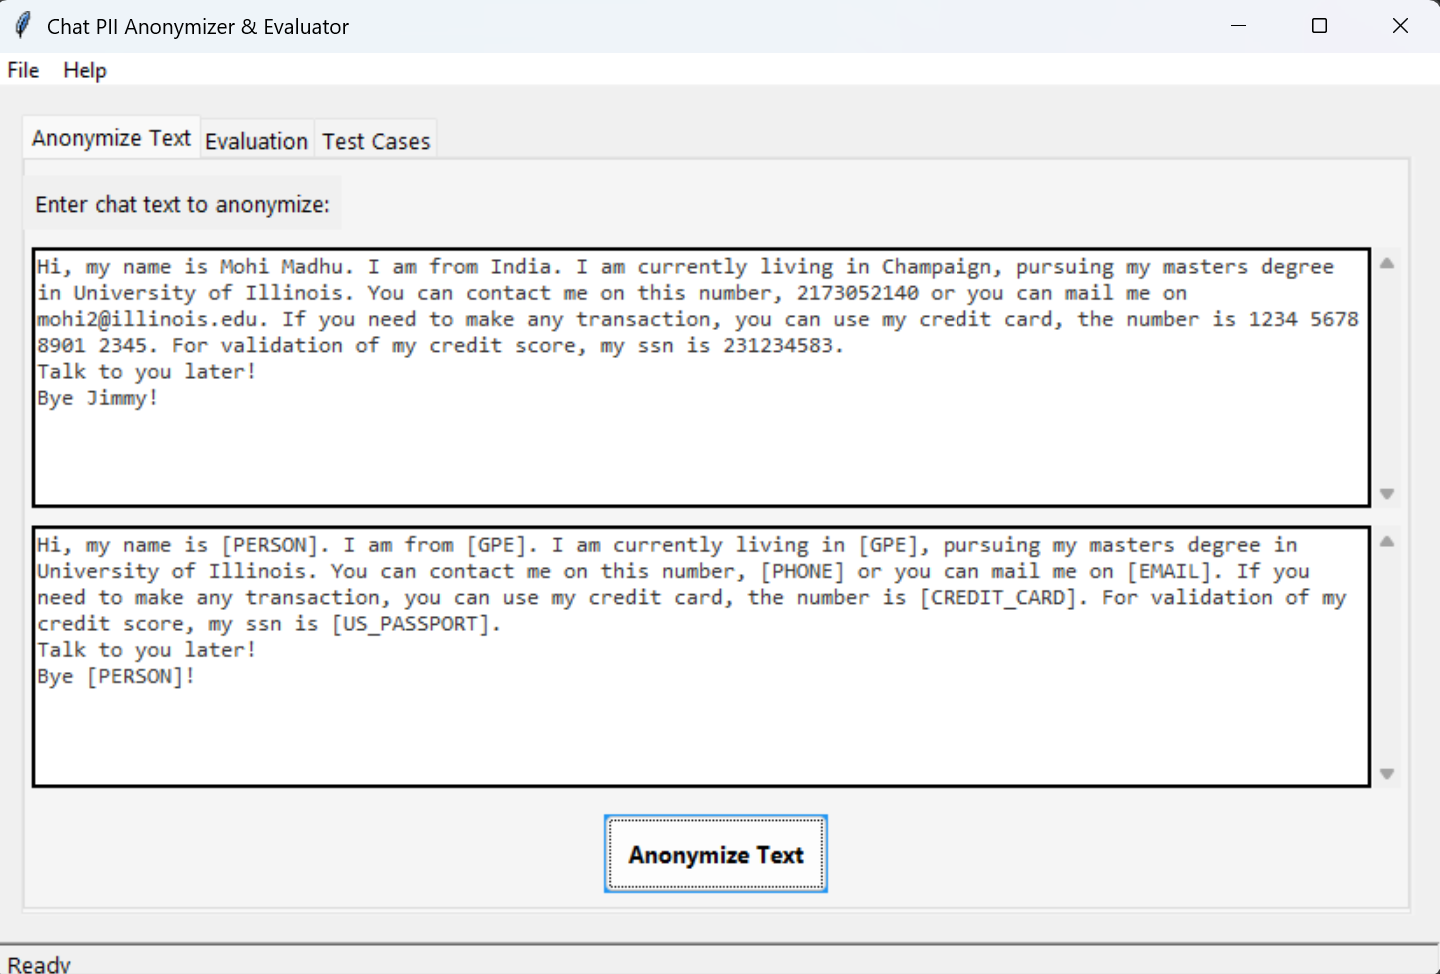 Chat PII Anonymizer & Evaluator
File Help
Anonymize Text Evaluation Test Cases
Enter chat text to anonymize:
Hi, my name is Mohi Madhu. I am from India. I am currently living in Champaign, pursuing my masters degree
in University of Illinois. You can contact me on this number, 2173052140 or you can mail me on
mohi2@illinois.edu. If you need to make any transaction, you can use my credit card, the number is 1234 5678
8901 2345. For validation of my credit score, my ssn is 231234583.
Talk to you later!
Bye Jimmy!
Hi, my name is [PERSON]. I am from [GPE]. I am currently living in [GPE], pursuing my masters degree in
University of Illinois. You can contact me on this number, [PHONE] or you can mail me on [EMAIL]. If you
need to make any transaction, you can use my credit card, the number is [CREDIT_CARD]. For validation of my
credit score, my ssn is [US_PASSPORT].
Talk to you later!
Bye [PERSON]!
Anonymize Text
Ready